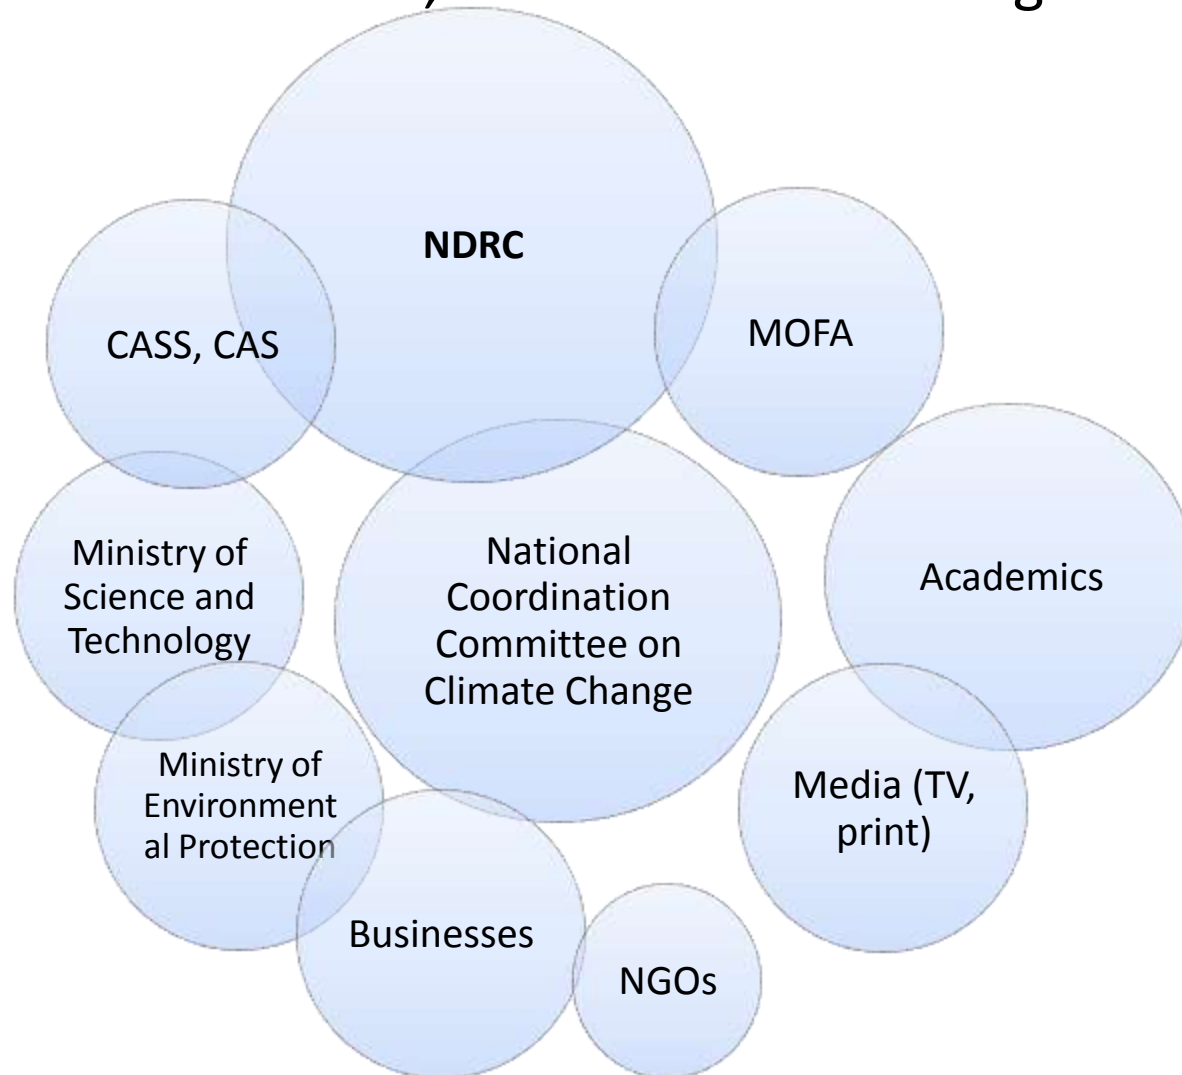 NDRC
MOFA
CASS, CAS
National
Coordination
Committee on
Climate Change
Ministry of
Science and
Technology
Academics
Ministry of
Environment
al Protection
Media (TV,
print)
Businesses
NGOs